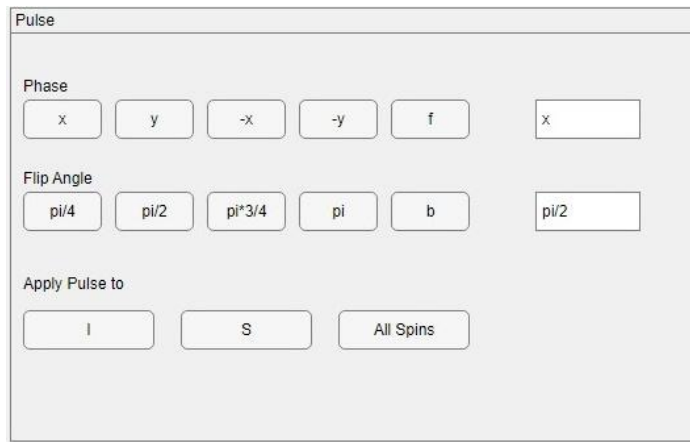 Pulse
Phase
x y -x -y f x
Flip Angle
pi/4 pi/2 pi*3/4 pi b pi/2
Apply Pulse to
I S All Spins